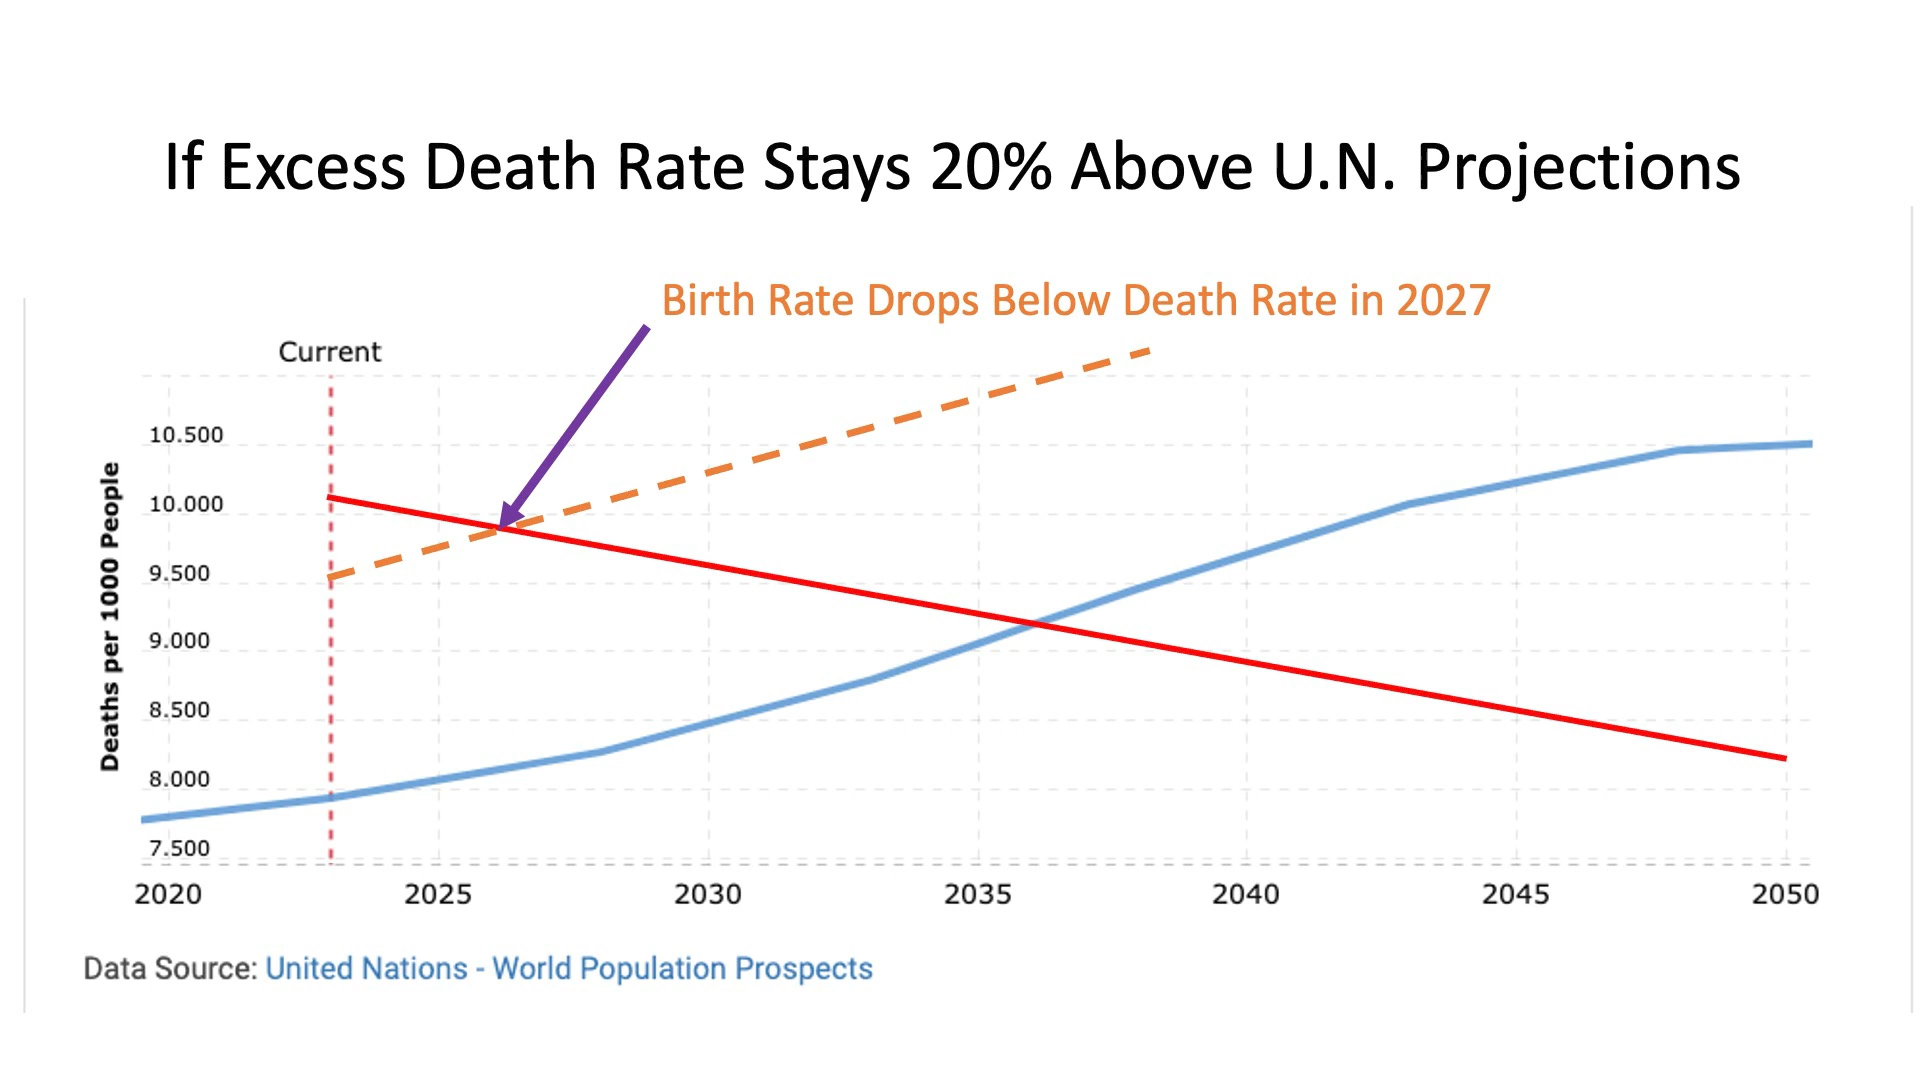 If Excess Death Rate Stays 20% Above U.N. Projections
Birth Rate Drops Below Death Rate in 2027
Current
Deaths per 1000 People
10.500
10.000
9.500
9.000
8.500
8.000
7.500
2020 2025 2030 2035 2040 2045 2050
Data Source: United Nations - World Population Prospects